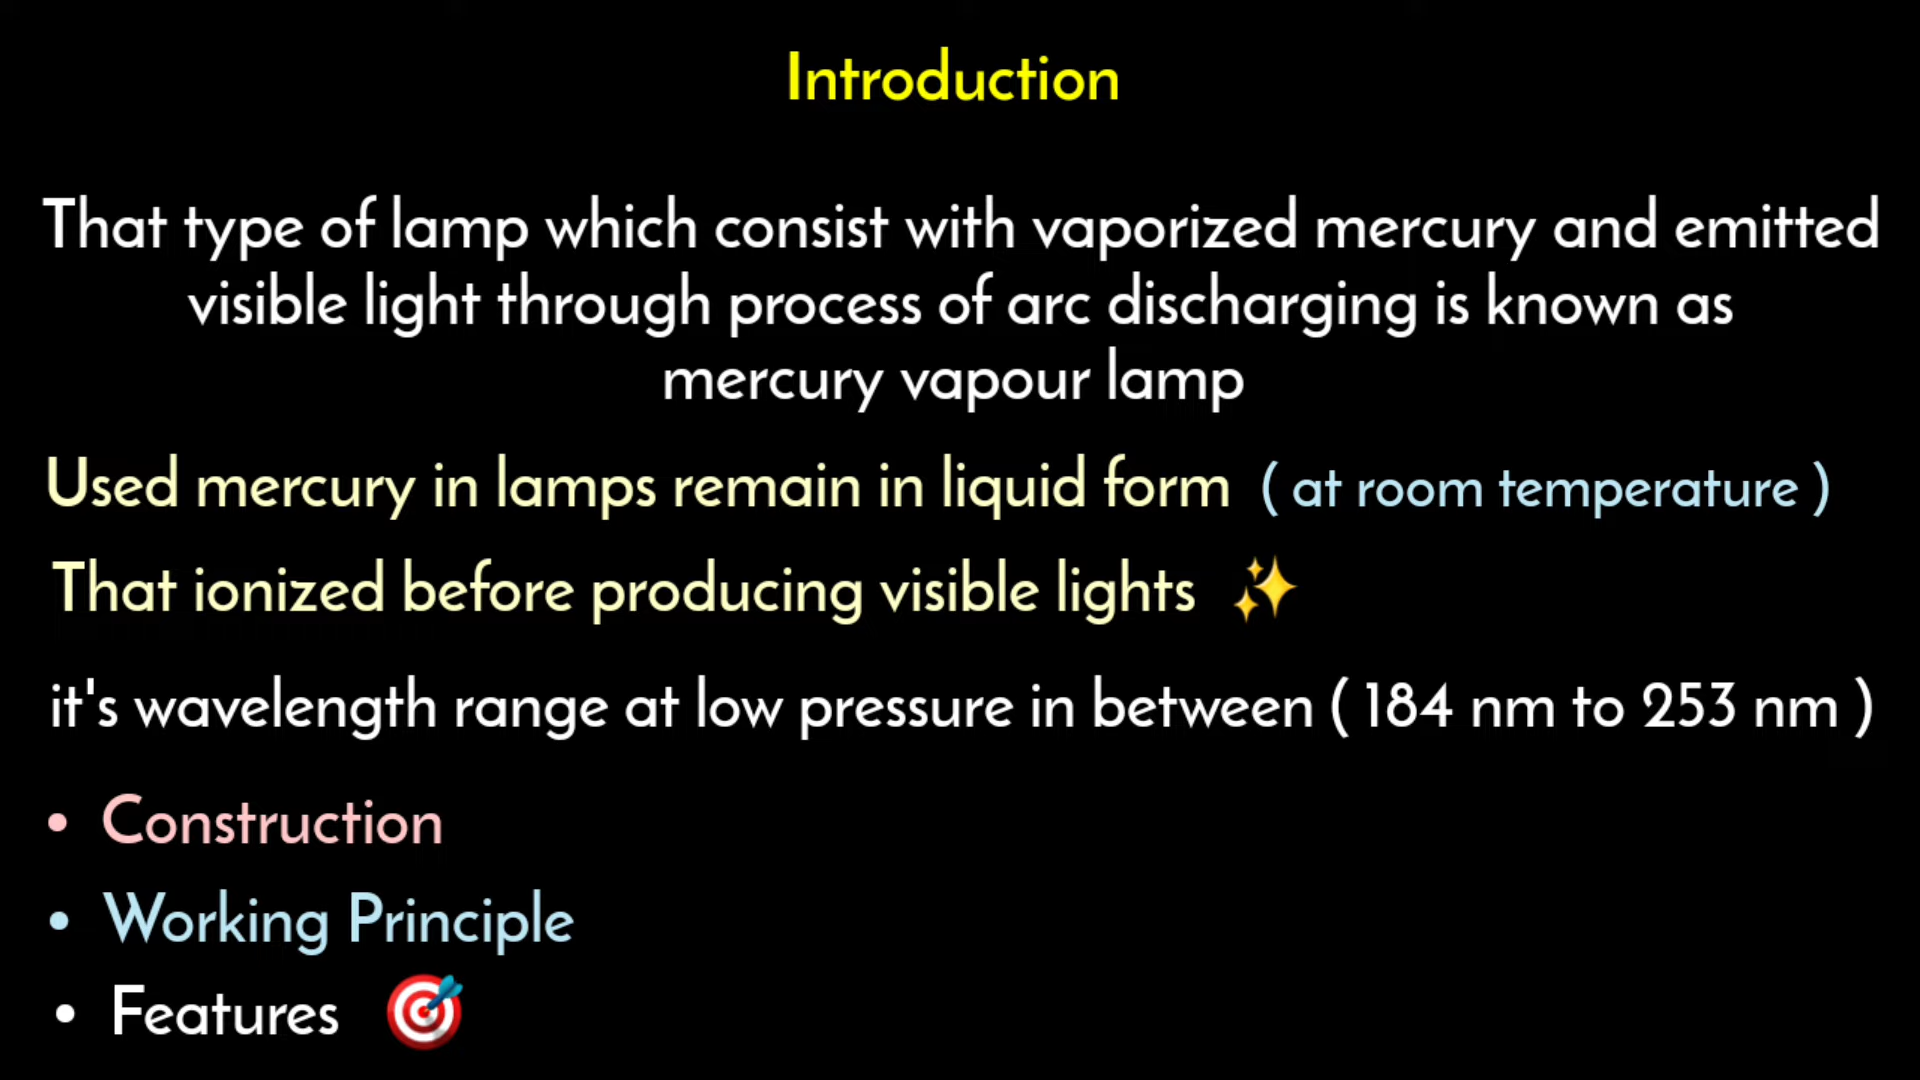 Introduction
That type of lamp which consist with vaporized mercury and emitted
visible light through process of arc discharging is known as
mercury vapour lamp
Used mercury in lamps remain in liquid form ( at room temperature )
That ionized before producing visible lights ✨
it's wavelength range at low pressure in between ( 184 nm to 253 nm )
• Construction
• Working Principle
• Features 🎯